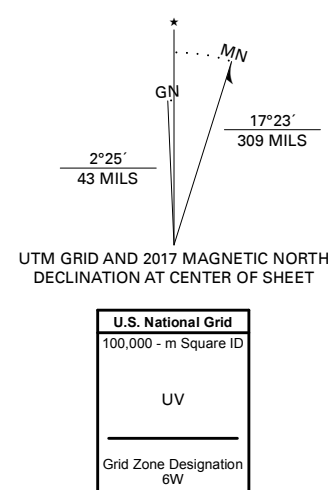 ★
MN
GN
17°23´
309 MILS
2°25´
43 MILS
UTM GRID AND 2017 MAGNETIC NORTH
DECLINATION AT CENTER OF SHEET
U.S. National Grid
100,000 - m Square ID
UV
Grid Zone Designation
6W